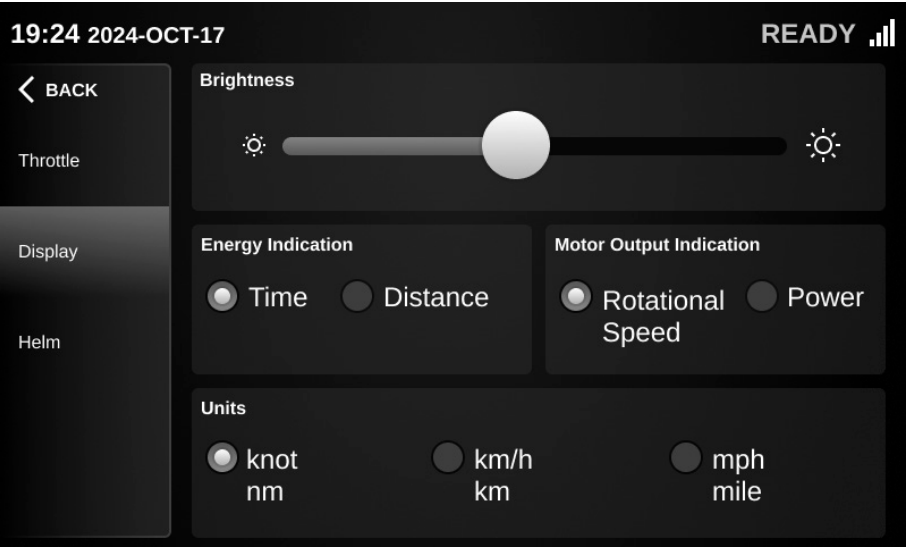 19:24 2024-OCT-17
READY
BACK
Throttle
Display
Helm
Brightness
Energy Indication
Time
Distance
Motor Output Indication
Rotational
Speed
Power
Units
knot
nm
km/h
km
mph
mile